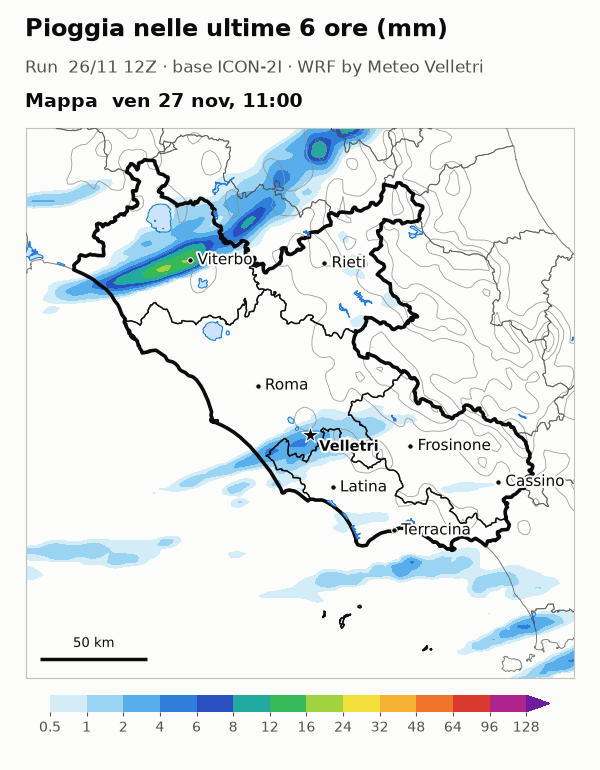 Pioggia nelle ultime 6 ore (mm)
Run  26/11 12Z · base ICON-2I · WRF by Meteo Velletri
Mappa  ven 27 nov, 11:00
Viterbo
Rieti
Roma
Velletri
Frosinone
Latina
Cassino
Terracina
50 km
0.5 1 2 4 6 8 12 16 24 32 48 64 96 128